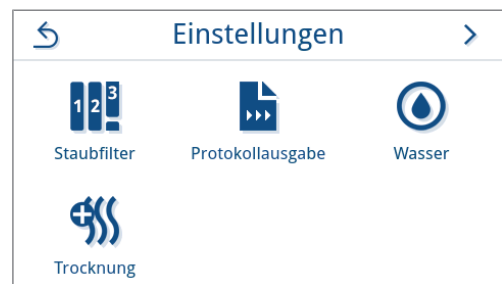 Einstellungen
1 2 3
Staubfilter
Protokollausgabe
Wasser
Trocknung